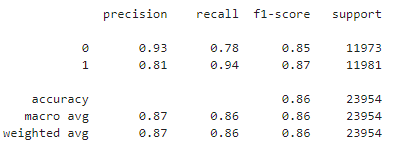 precision recall f1-score support
0 0.93 0.78 0.85 11973
1 0.81 0.94 0.87 11981
accuracy 0.86 23954
macro avg 0.87 0.86 0.86 23954
weighted avg 0.87 0.86 0.86 23954